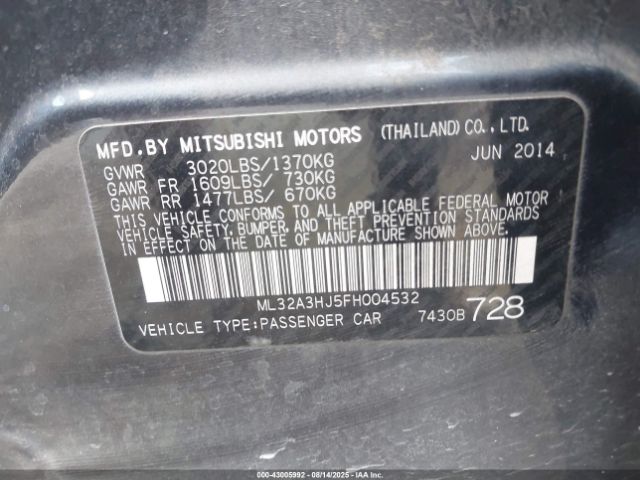 MFD. BY MITSUBISHI MOTORS (THAILAND) CO., LTD.
GVWR 3020LBS/1370KG JUN 2014
GAWR FR 1609LBS/ 730KG
GAWR RR 1477LBS/ 670KG
THIS VEHICLE CONFORMS TO ALL APPLICABLE FEDERAL MOTOR
VEHICLE SAFETY, BUMPER, AND THEFT PREVENTION STANDARDS
IN EFFECT ON THE DATE OF MANUFACTURE SHOWN ABOVE.
ML32A3HJ5FH004532
VEHICLE TYPE:PASSENGER CAR 7430B 728
000-43005992 - 08/14/2025 - IAAI.COM